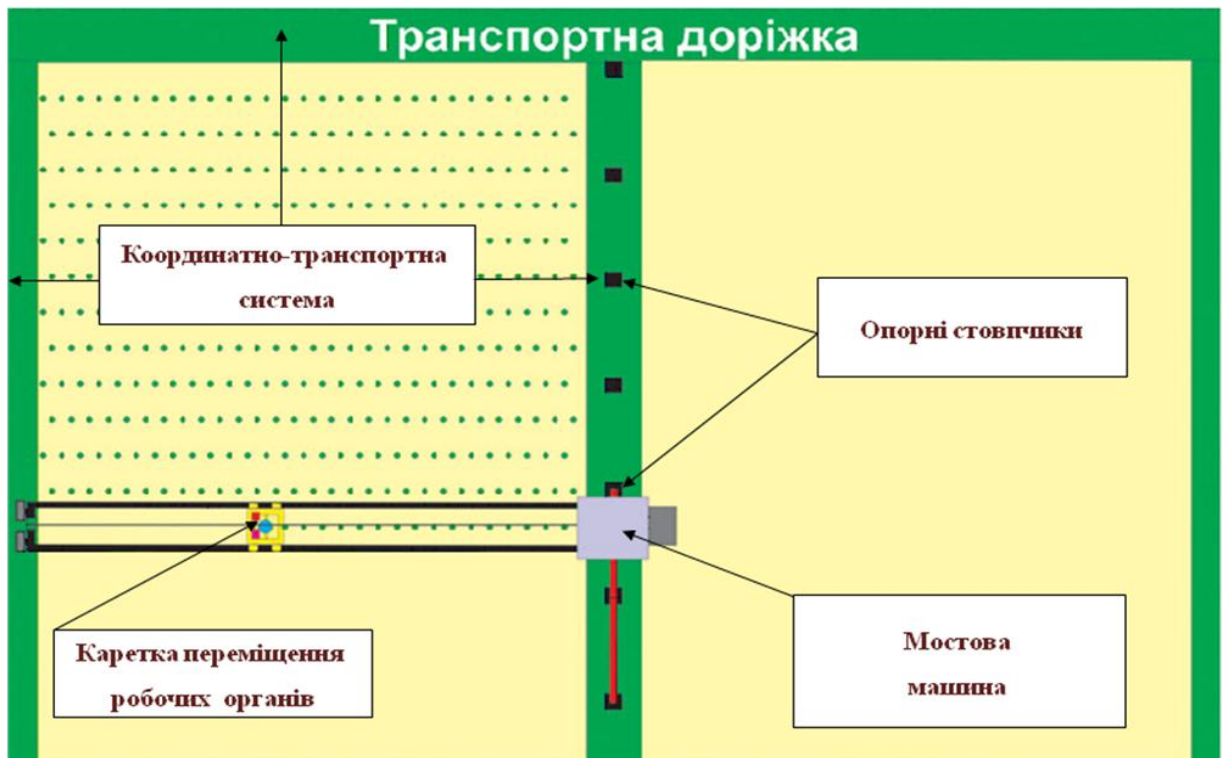 Транспортна доріжка
Координатно-транспортна
система
Опорні стовпчики
Каретка переміщення
робочих органів
Мостова
машина